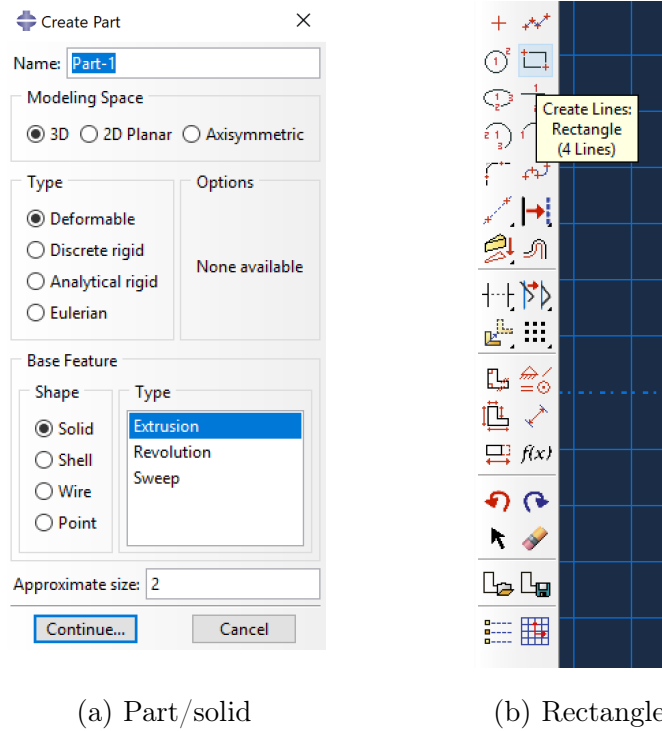 Create Part
Name: Part-1
Modeling Space
3D 2D Planar Axisymmetric
Type
Deformable
Discrete rigid
Analytical rigid
Eulerian
Options
None available
Base Feature
Shape
Solid
Shell
Wire
Point
Type
Extrusion
Revolution
Sweep
Approximate size: 2
Continue... Cancel
(a) Part/solid
Create Lines:
Rectangle
(4 Lines)
f(x)
(b) Rectangle